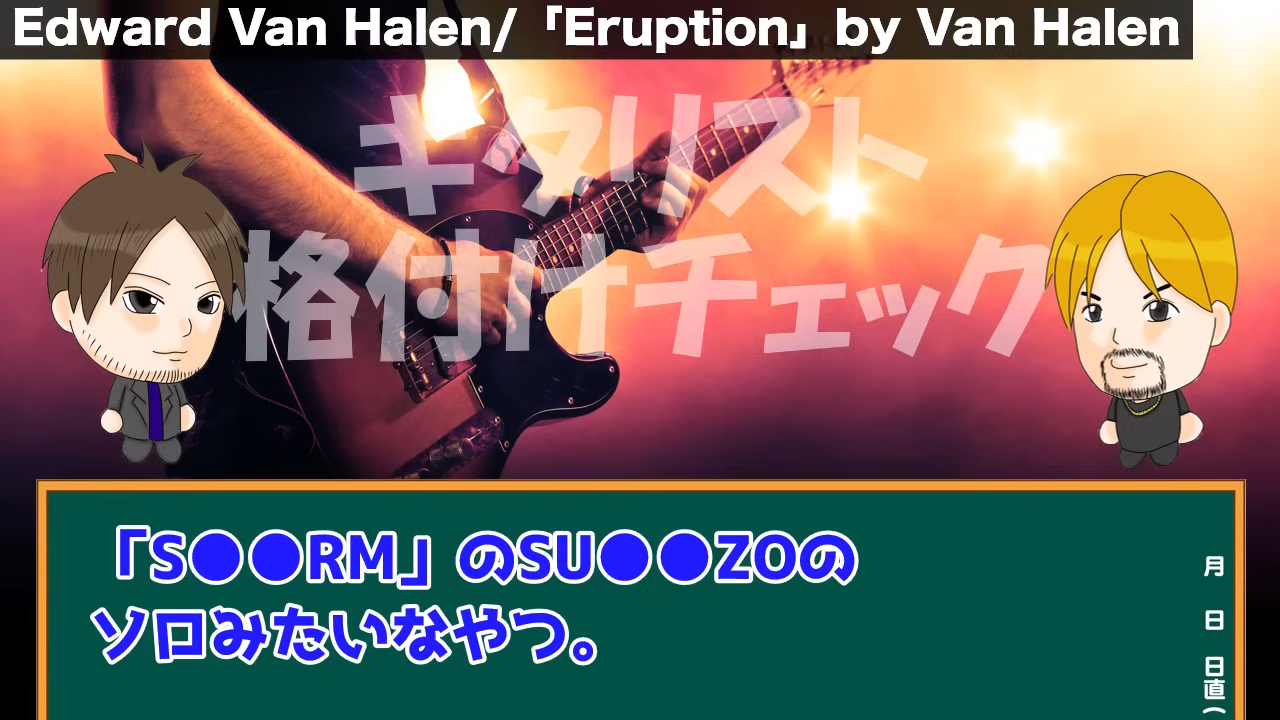 Edward Van Halen/「Eruption」by Van Halen
ギタリスト
格付けチェック
「S●●RM」のSU●●ZOの
ソロみたいなやつ。
月
日
日直(